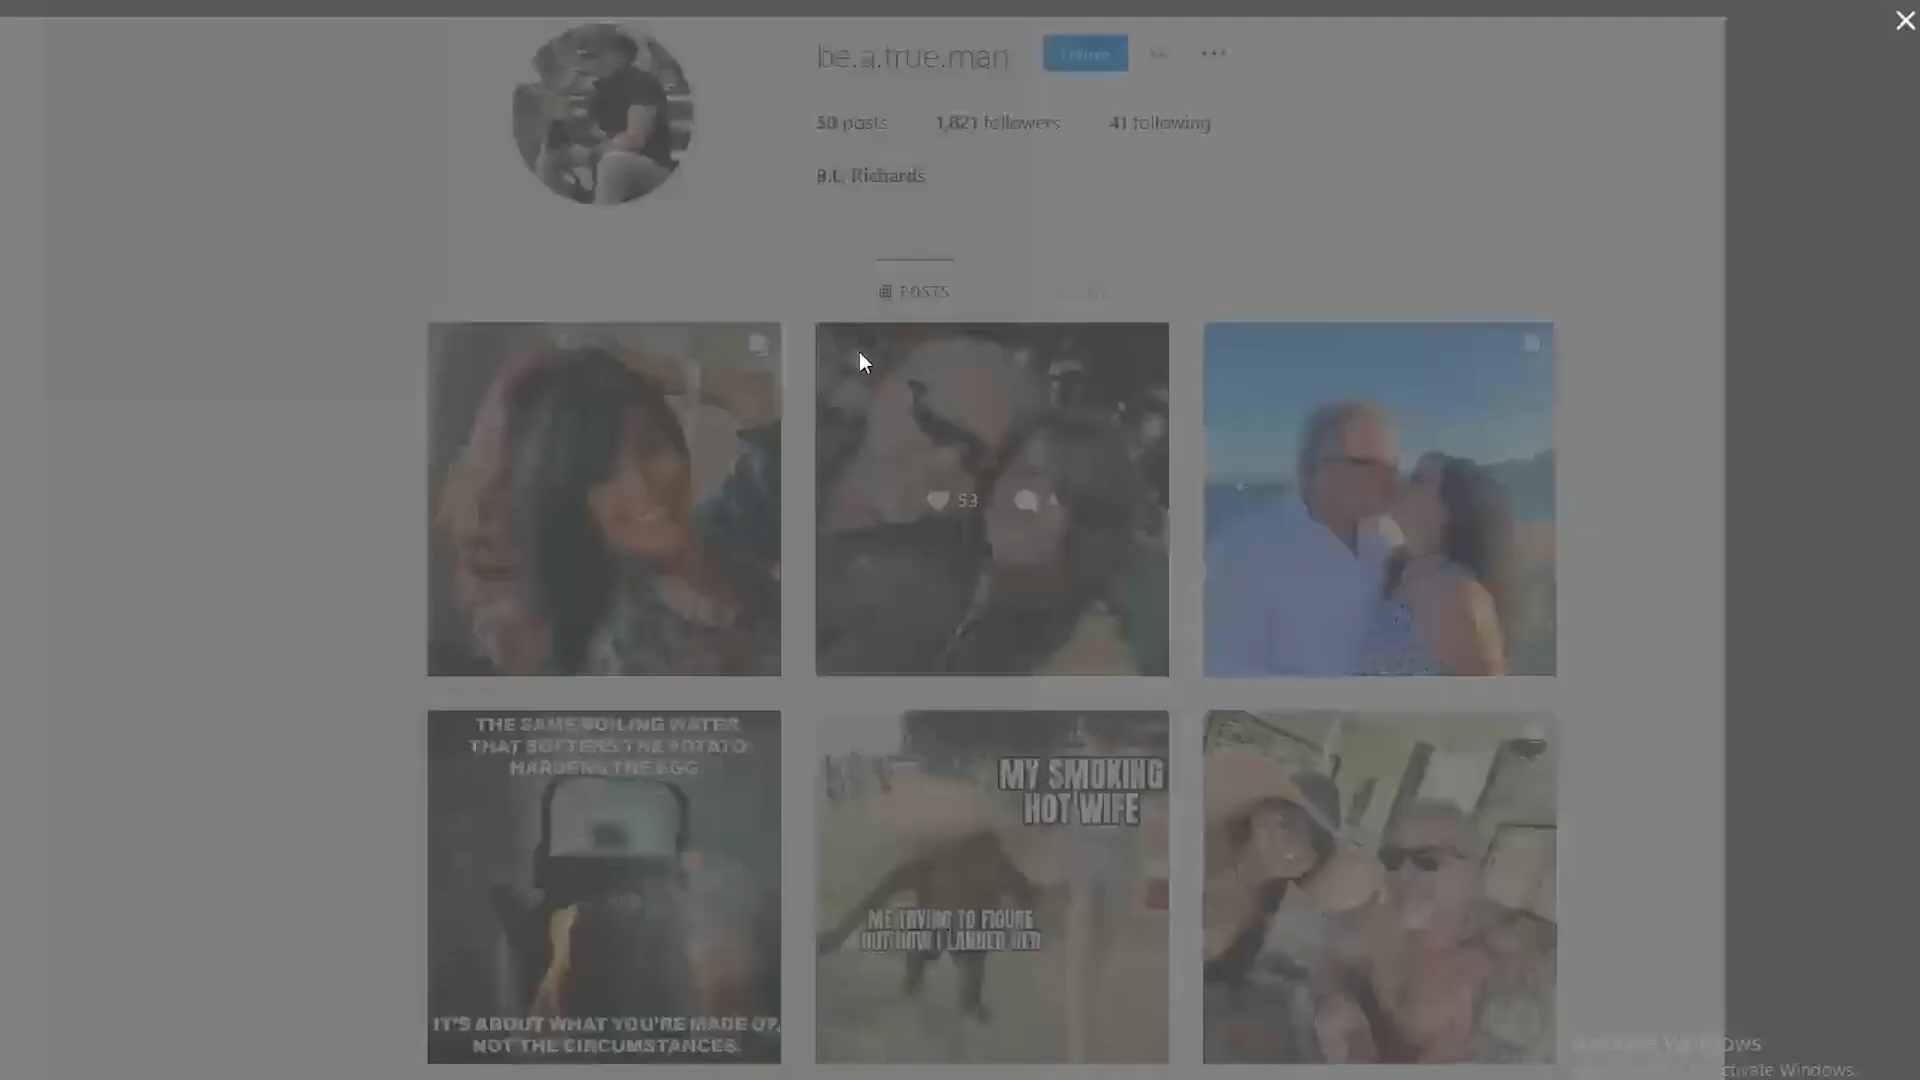 be.a.true.man
50 posts 1,821 followers 41 following
B.L. Richards
POSTS
53
THE SAME BOILING WATER
THAT SOFTENS THE POTATO
HARDENS THE EGG
IT'S ABOUT WHAT YOU'RE MADE OF,
NOT THE CIRCUMSTANCES.
MY SMOKING
HOT WIFE
ME TRYING TO FIGURE
OUT HOW I LANDED HER
Activate Windows